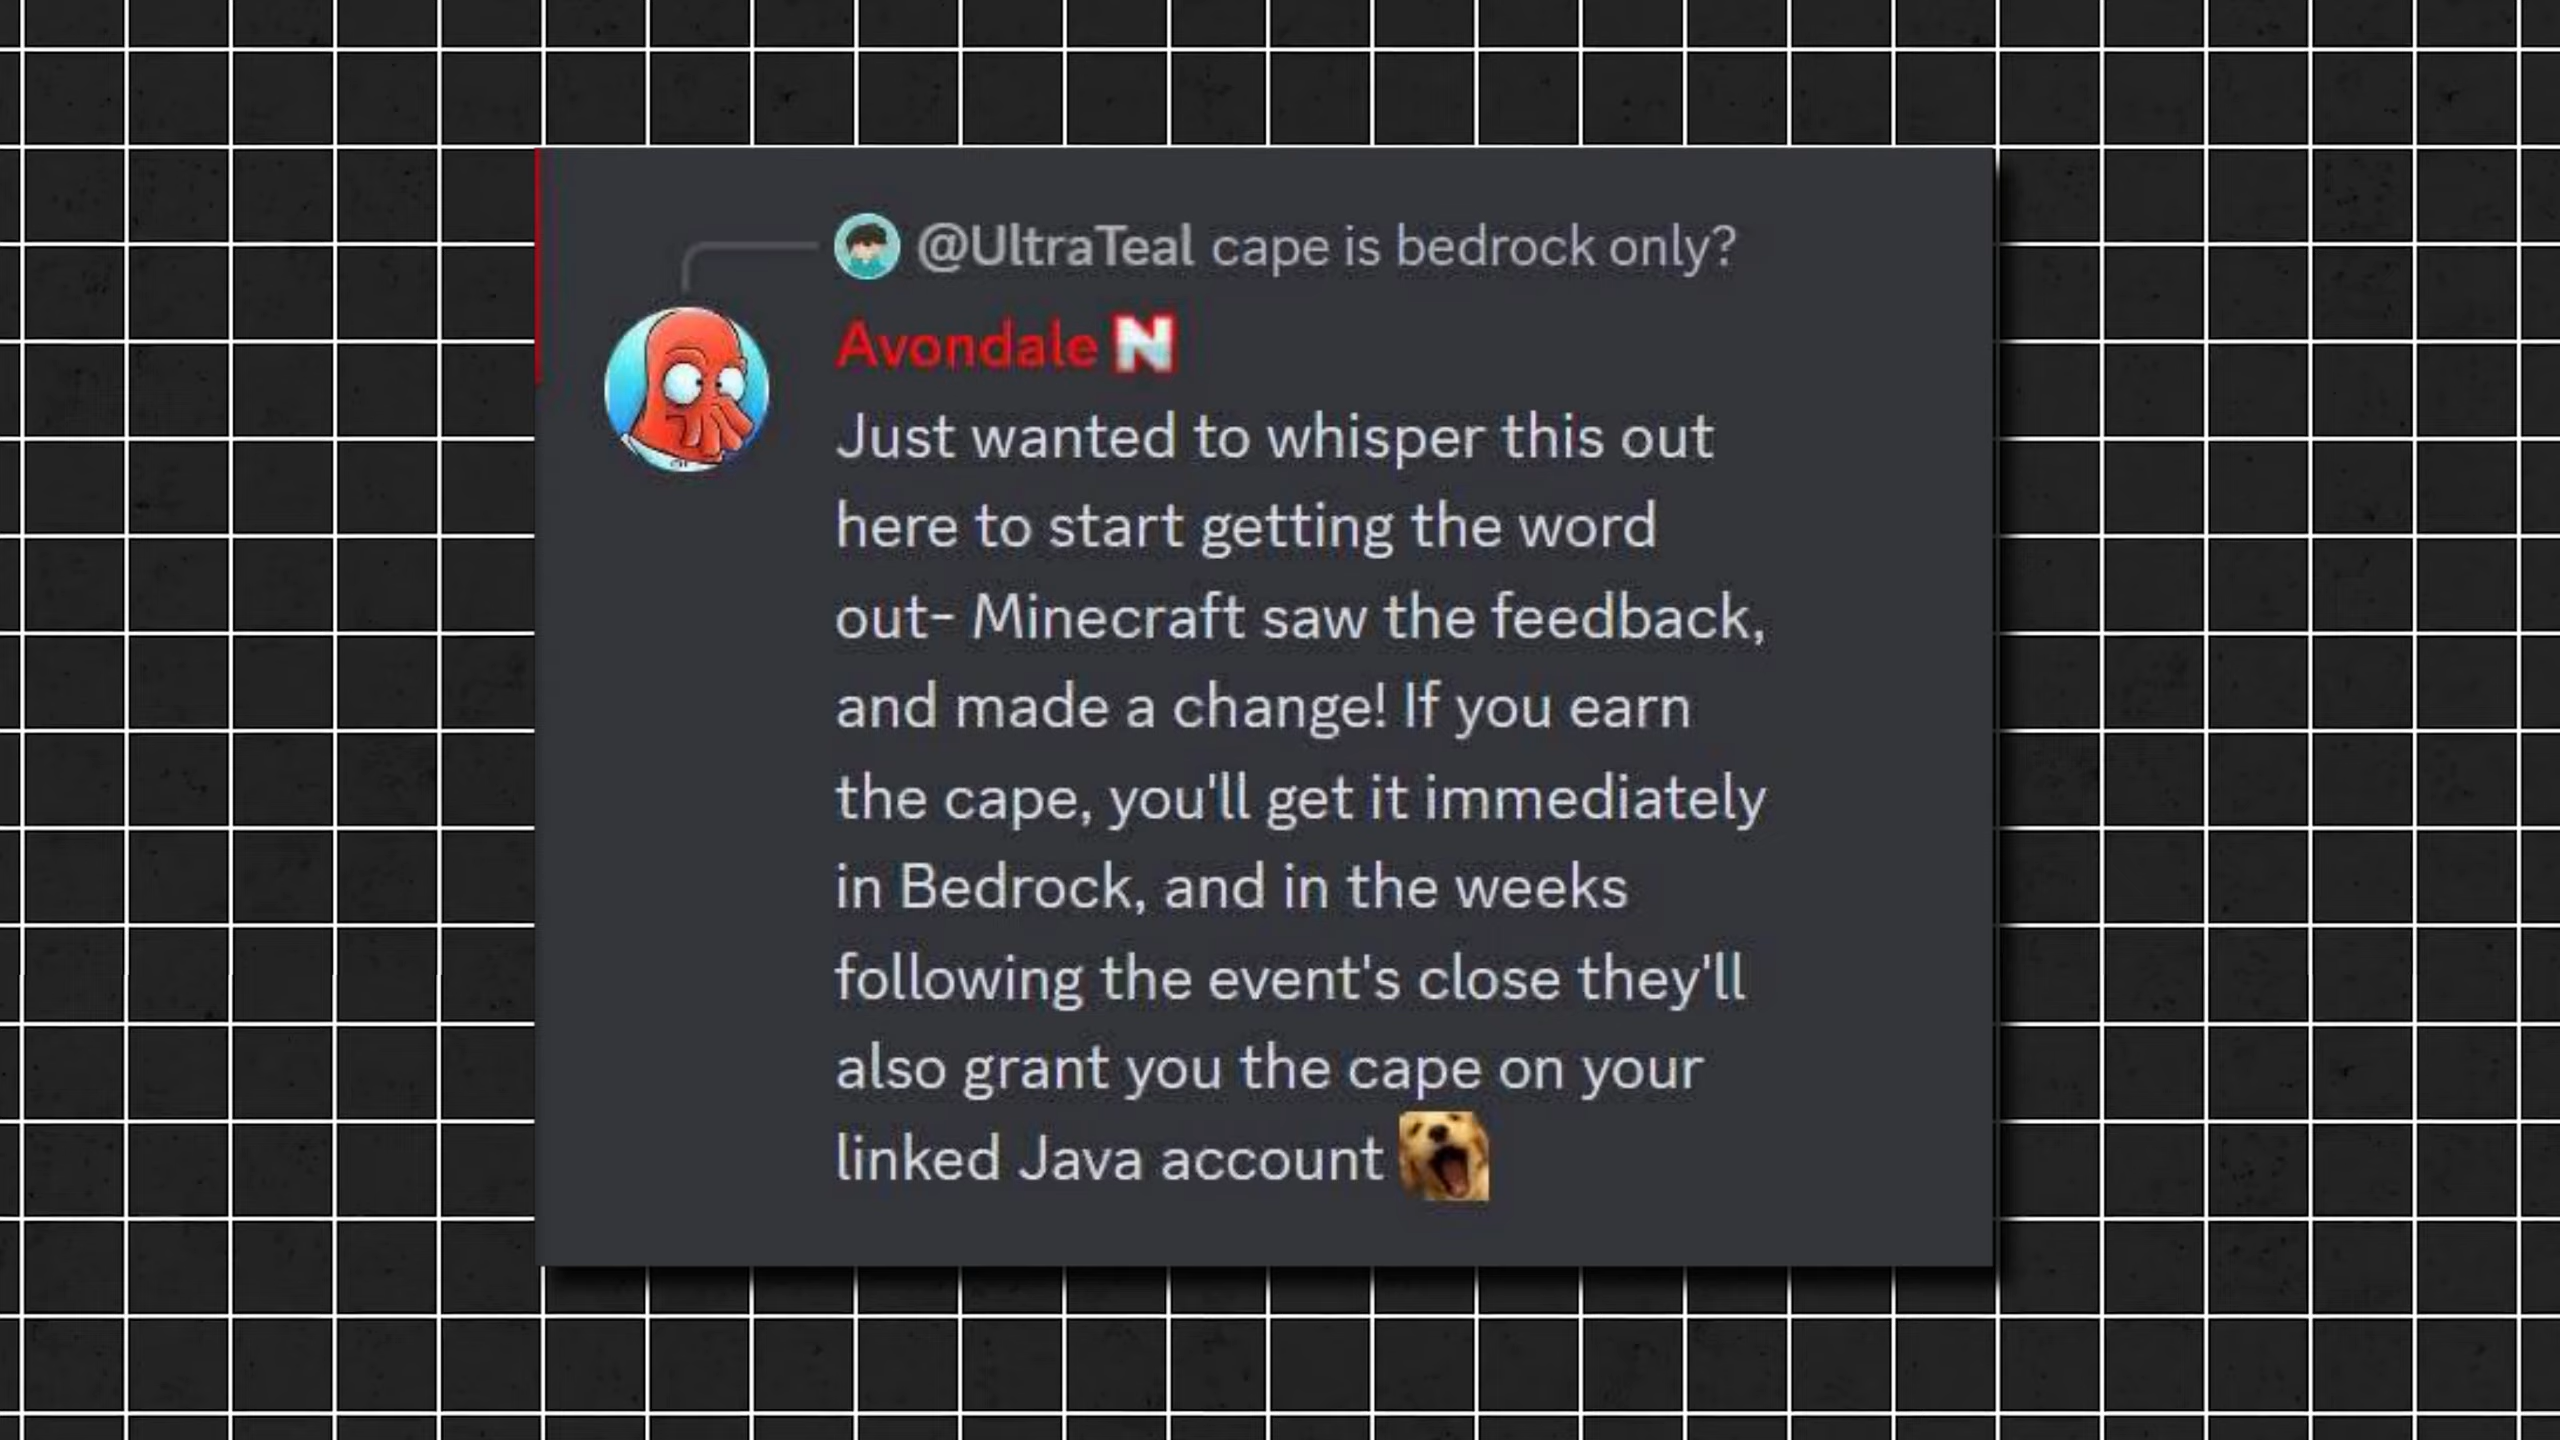 @UltraTeal cape is bedrock only?
Avondale N
Just wanted to whisper this out
here to start getting the word
out- Minecraft saw the feedback,
and made a change! If you earn
the cape, you'll get it immediately
in Bedrock, and in the weeks
following the event's close they'll
also grant you the cape on your
linked Java account